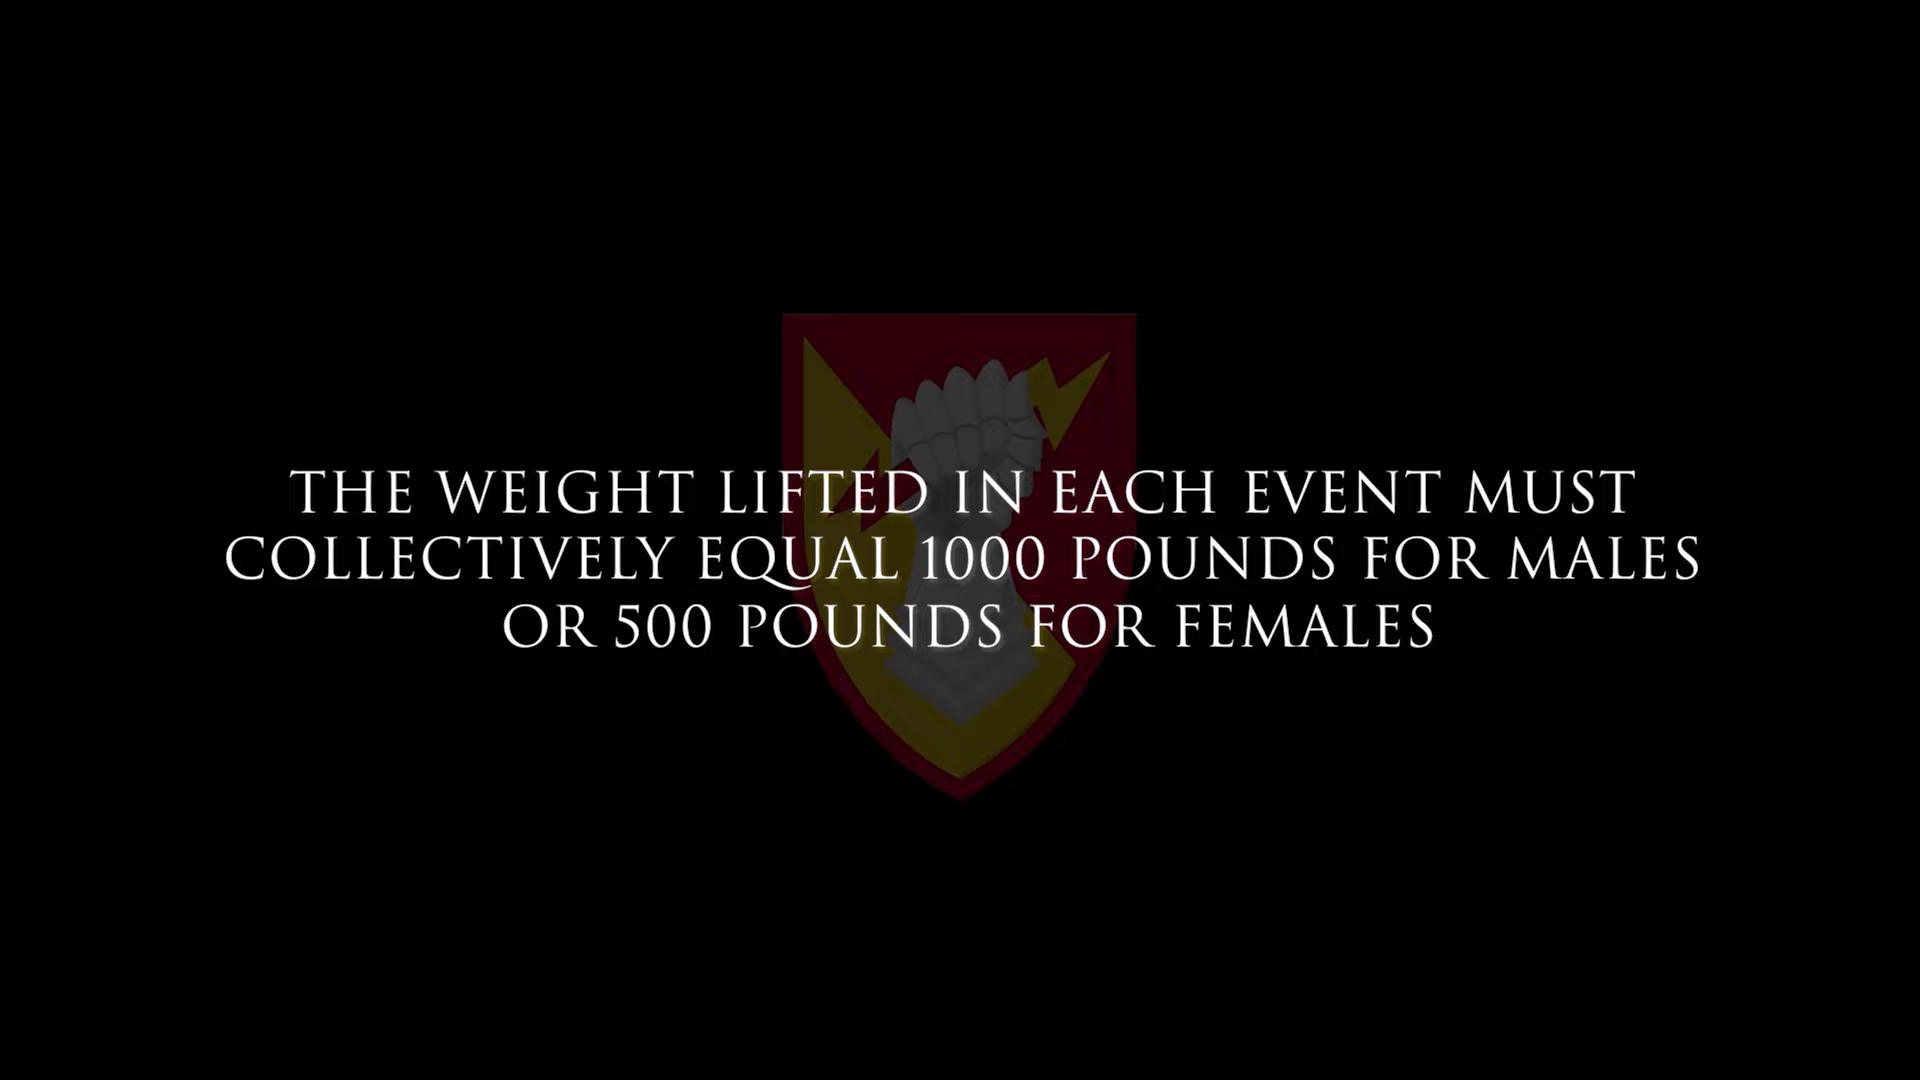 THE WEIGHT LIFTED IN EACH EVENT MUST
COLLECTIVELY EQUAL 1000 POUNDS FOR MALES
OR 500 POUNDS FOR FEMALES